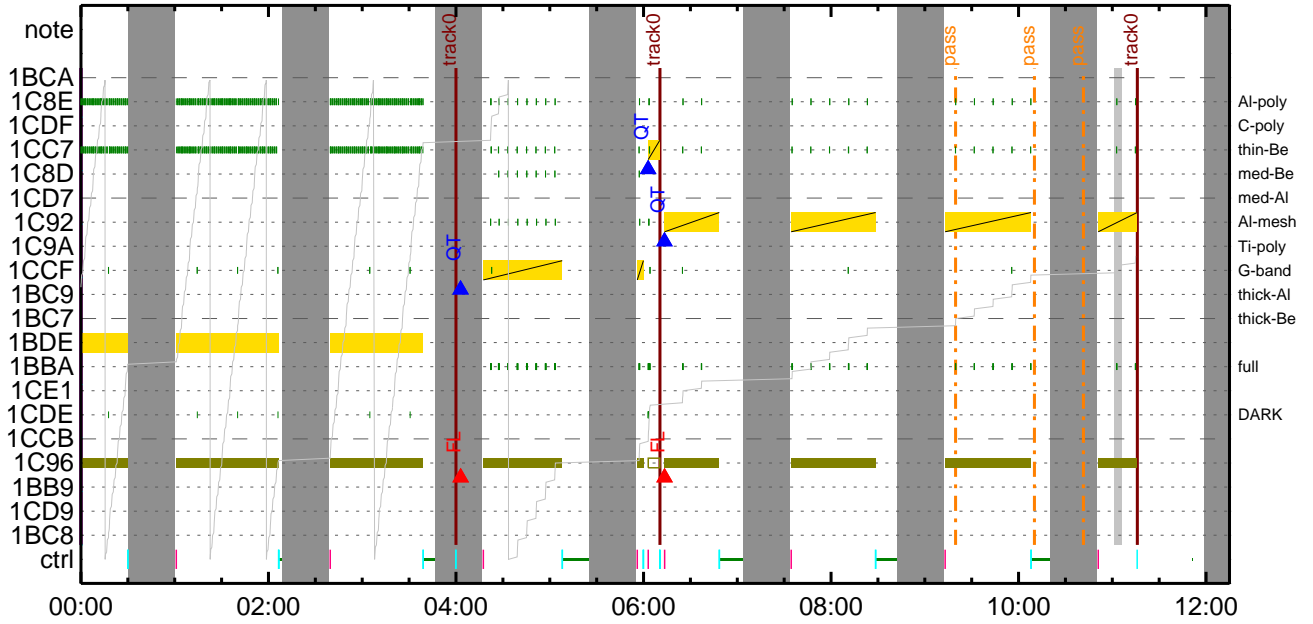 note
track0
track0
pass
pass
pass
track0
1BCA
1C8E
Al-poly
1CDF
QT
C-poly
1CC7
thin-Be
1C8D
med-Be
1CD7
QT
med-Al
1C92
Al-mesh
1C9A
QT
Ti-poly
1CCF
G-band
1BC9
thick-Al
1BC7
thick-Be
1BDE
1BBA
full
1CE1
1CDE
DARK
1CCB
FL
FL
1C96
1BB9
1CD9
1BC8
ctrl
00:00
02:00
04:00
06:00
08:00
10:00
12:00